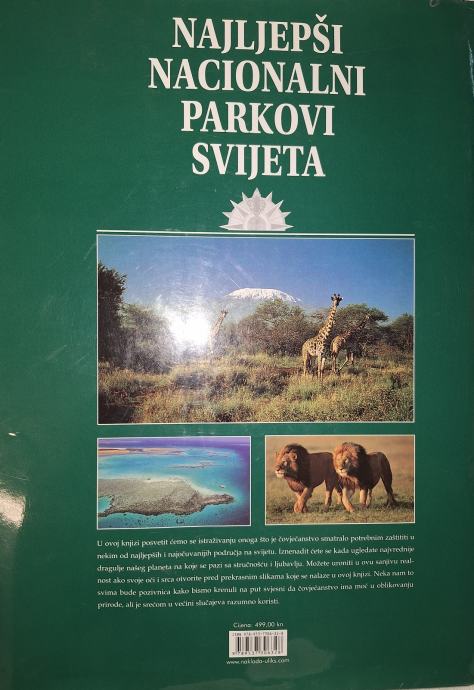 NAJLJEPŠI
NACIONALNI
PARKOVI
SVIJETA
U ovoj knjizi posvetit ćemo se istraživanju onoga što je čovječanstvo smatralo potrebnim zaštititi u
nekim od najljepših i najočuvanijih područja na svijetu. Iznenadit ćete se kada ugledate najvrednije
dragulje našeg planeta na koje se pazi sa stručnošću i ljubavlju. Možete uroniti u ovu sanjivu real-
nost ako svoje oči i srca otvorite pred prekrasnim slikama koje se nalaze u ovoj knjizi. Neka nam to
svima bude pozivnica kako bismo krenuli na put svjesni da čovječanstvo ima moć u oblikovanju
prirode, ali je srećom u većini slučajeva razumno koristi.
Cijena: 499,00 kn
www.naklada-uliks.com